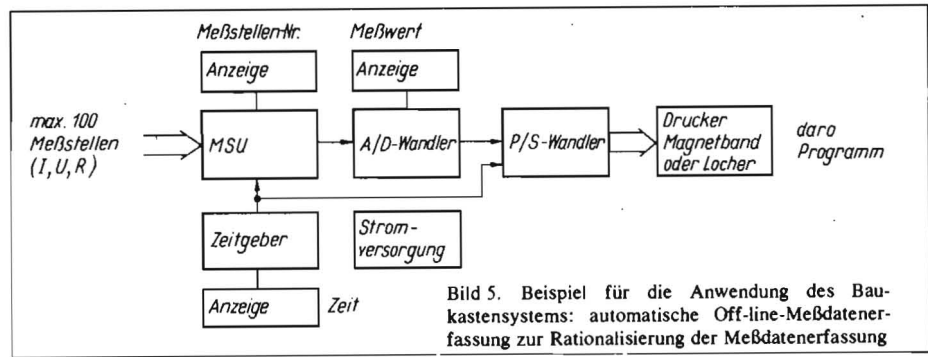 Meßstellen-Nr.
Meßwert
Anzeige
Anzeige
max. 100
Meßstellen
(I, U, R)
MSU
A/D-Wandler
P/S-Wandler
Drucker
Magnetband
oder Locher
daro
Programm
Zeitgeber
Strom-
versorgung
Anzeige
Zeit
Bild 5. Beispiel für die Anwendung des Bau-
kastensystems: automatische Off-line-Meßdatener-
fassung zur Rationalisierung der Meßdatenerfassung